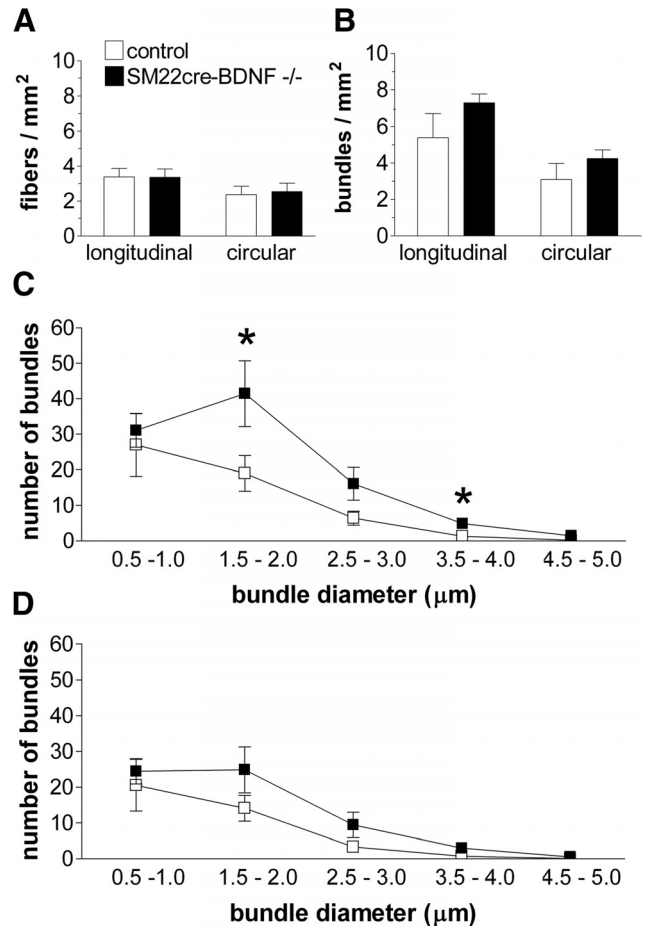 A
control
SM22cre-BDNF -/-
fibers / mm2
10
8
6
4
2
0
longitudinal circular
B
bundles / mm2
10
8
6
4
2
0
longitudinal circular
C
number of bundles
60
50
40
30
20
10
0
*
*
0.5 -1.0 1.5 - 2.0 2.5 - 3.0 3.5 - 4.0 4.5 - 5.0
bundle diameter (μm)
D
number of bundles
60
50
40
30
20
10
0
0.5 -1.0 1.5 - 2.0 2.5 - 3.0 3.5 - 4.0 4.5 - 5.0
bundle diameter (μm)